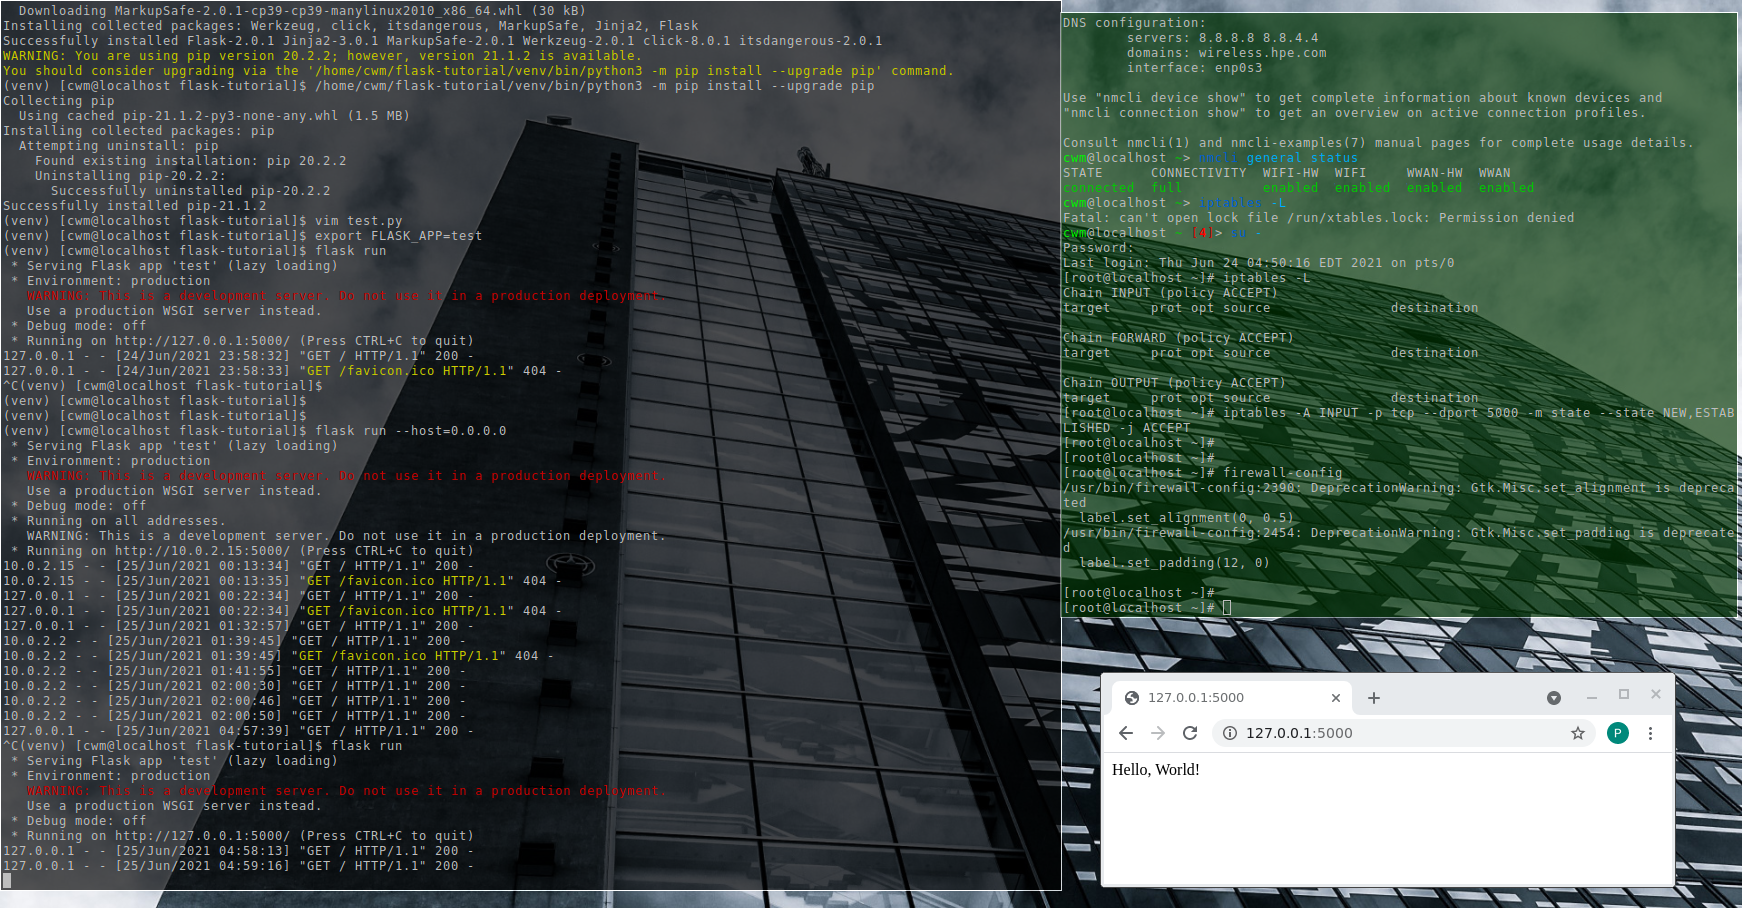 Downloading MarkupSafe-2.0.1-cp39-cp39-manylinux2010_x86_64.whl (30 kB)
Installing collected packages: Werkzeug, click, itsdangerous, MarkupSafe, Jinja2, Flask
Successfully installed Flask-2.0.1 Jinja2-3.0.1 MarkupSafe-2.0.1 Werkzeug-2.0.1 click-8.0.1 itsdangerous-2.0.1
WARNING: You are using pip version 20.2.2; however, version 21.1.2 is available.
You should consider upgrading via the '/home/cwm/flask-tutorial/venv/bin/python3 -m pip install --upgrade pip' command.
(venv) [cwm@localhost flask-tutorial]$ /home/cwm/flask-tutorial/venv/bin/python3 -m pip install --upgrade pip
Collecting pip
  Using cached pip-21.1.2-py3-none-any.whl (1.5 MB)
Installing collected packages: pip
  Attempting uninstall: pip
    Found existing installation: pip 20.2.2
    Uninstalling pip-20.2.2:
      Successfully uninstalled pip-20.2.2
Successfully installed pip-21.1.2
(venv) [cwm@localhost flask-tutorial]$ vim test.py
(venv) [cwm@localhost flask-tutorial]$ export FLASK_APP=test
(venv) [cwm@localhost flask-tutorial]$ flask run
 * Serving Flask app 'test' (lazy loading)
 * Environment: production
   WARNING: This is a development server. Do not use it in a production deployment.
   Use a production WSGI server instead.
 * Debug mode: off
 * Running on http://127.0.0.1:5000/ (Press CTRL+C to quit)
127.0.0.1 - - [24/Jun/2021 23:58:32] "GET / HTTP/1.1" 200 -
127.0.0.1 - - [24/Jun/2021 23:58:33] "GET /favicon.ico HTTP/1.1" 404 -
^C(venv) [cwm@localhost flask-tutorial]$
(venv) [cwm@localhost flask-tutorial]$
(venv) [cwm@localhost flask-tutorial]$
(venv) [cwm@localhost flask-tutorial]$ flask run --host=0.0.0.0
 * Serving Flask app 'test' (lazy loading)
 * Environment: production
   WARNING: This is a development server. Do not use it in a production deployment.
   Use a production WSGI server instead.
 * Debug mode: off
 * Running on all addresses.
   WARNING: This is a development server. Do not use it in a production deployment.
 * Running on http://10.0.2.15:5000/ (Press CTRL+C to quit)
10.0.2.15 - - [25/Jun/2021 00:13:34] "GET / HTTP/1.1" 200 -
10.0.2.15 - - [25/Jun/2021 00:13:35] "GET /favicon.ico HTTP/1.1" 404 -
127.0.0.1 - - [25/Jun/2021 00:22:34] "GET / HTTP/1.1" 200 -
127.0.0.1 - - [25/Jun/2021 00:22:34] "GET /favicon.ico HTTP/1.1" 404 -
127.0.0.1 - - [25/Jun/2021 01:32:57] "GET / HTTP/1.1" 200 -
10.0.2.2 - - [25/Jun/2021 01:39:45] "GET / HTTP/1.1" 200 -
10.0.2.2 - - [25/Jun/2021 01:39:45] "GET /favicon.ico HTTP/1.1" 404 -
10.0.2.2 - - [25/Jun/2021 01:41:55] "GET / HTTP/1.1" 200 -
10.0.2.2 - - [25/Jun/2021 02:00:30] "GET / HTTP/1.1" 200 -
10.0.2.2 - - [25/Jun/2021 02:00:46] "GET / HTTP/1.1" 200 -
10.0.2.2 - - [25/Jun/2021 02:00:50] "GET / HTTP/1.1" 200 -
127.0.0.1 - - [25/Jun/2021 04:57:39] "GET / HTTP/1.1" 200 -
^C(venv) [cwm@localhost flask-tutorial]$ flask run
 * Serving Flask app 'test' (lazy loading)
 * Environment: production
   WARNING: This is a development server. Do not use it in a production deployment.
   Use a production WSGI server instead.
 * Debug mode: off
 * Running on http://127.0.0.1:5000/ (Press CTRL+C to quit)
127.0.0.1 - - [25/Jun/2021 04:58:13] "GET / HTTP/1.1" 200 -
127.0.0.1 - - [25/Jun/2021 04:59:16] "GET / HTTP/1.1" 200 -
DNS configuration:
        servers: 8.8.8.8 8.8.4.4
        domains: wireless.hpe.com
        interface: enp0s3
Use "nmcli device show" to get complete information about known devices and
"nmcli connection show" to get an overview on active connection profiles.
Consult nmcli(1) and nmcli-examples(7) manual pages for complete usage details.
cwm@localhost ~> nmcli general status
STATE      CONNECTIVITY  WIFI-HW  WIFI     WWAN-HW  WWAN
connected  full          enabled  enabled  enabled  enabled
cwm@localhost ~> iptables -L
Fatal: can't open lock file /run/xtables.lock: Permission denied
cwm@localhost ~ [4]> su -
Password:
Last login: Thu Jun 24 04:50:16 EDT 2021 on pts/0
[root@localhost ~]# iptables -L
Chain INPUT (policy ACCEPT)
target     prot opt source               destination
Chain FORWARD (policy ACCEPT)
target     prot opt source               destination
Chain OUTPUT (policy ACCEPT)
target     prot opt source               destination
[root@localhost ~]# iptables -A INPUT -p tcp --dport 5000 -m state --state NEW,ESTAB
LISHED -j ACCEPT
[root@localhost ~]#
[root@localhost ~]#
[root@localhost ~]# firewall-config
/usr/bin/firewall-config:2390: DeprecationWarning: Gtk.Misc.set_alignment is depreca
ted
  label.set_alignment(0, 0.5)
/usr/bin/firewall-config:2454: DeprecationWarning: Gtk.Misc.set_padding is deprecate
d
  label.set_padding(12, 0)
[root@localhost ~]#
[root@localhost ~]#
127.0.0.1:5000
127.0.0.1:5000
P
Hello, World!